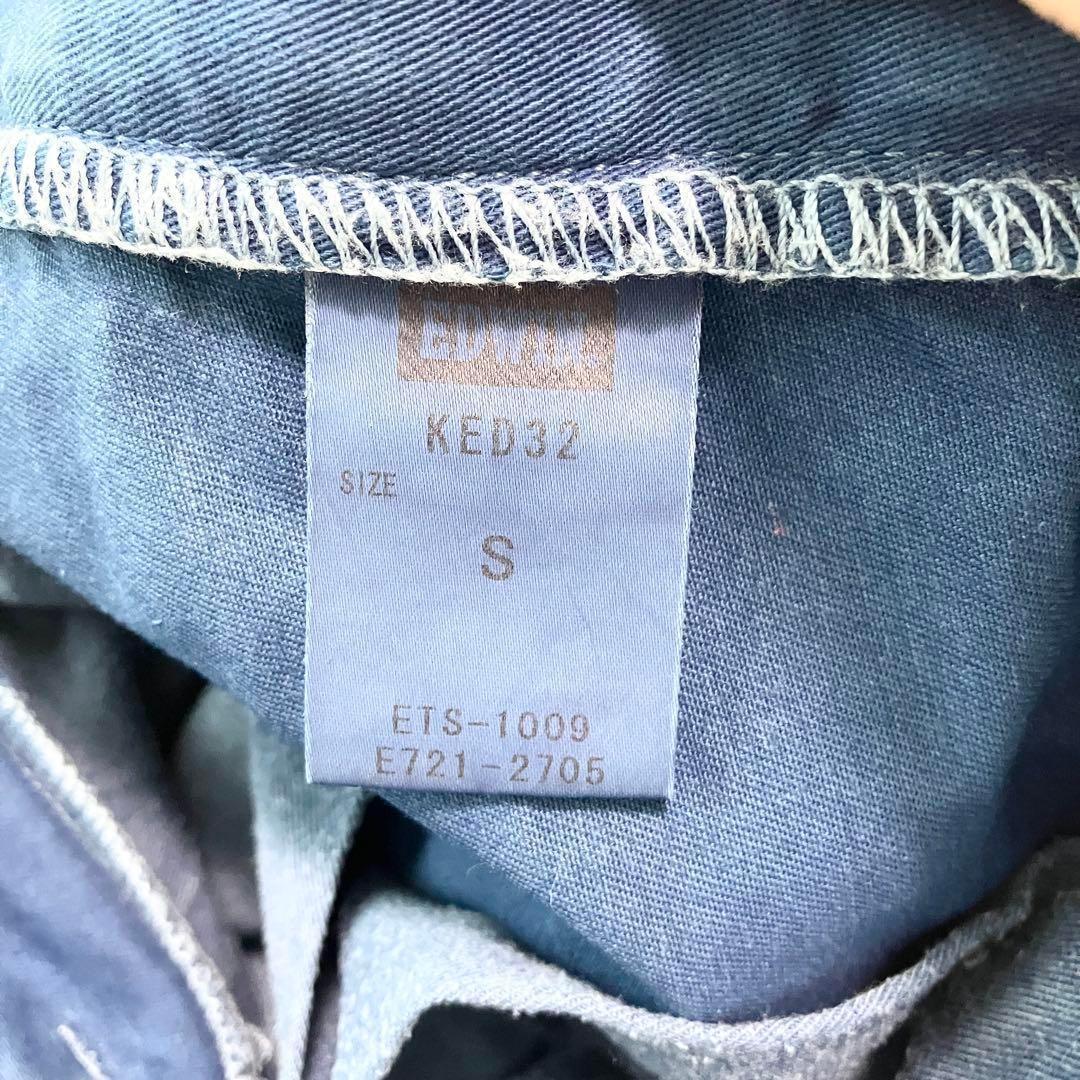 EDWIN
KED32
SIZE
S
ETS-1009
E721-2705